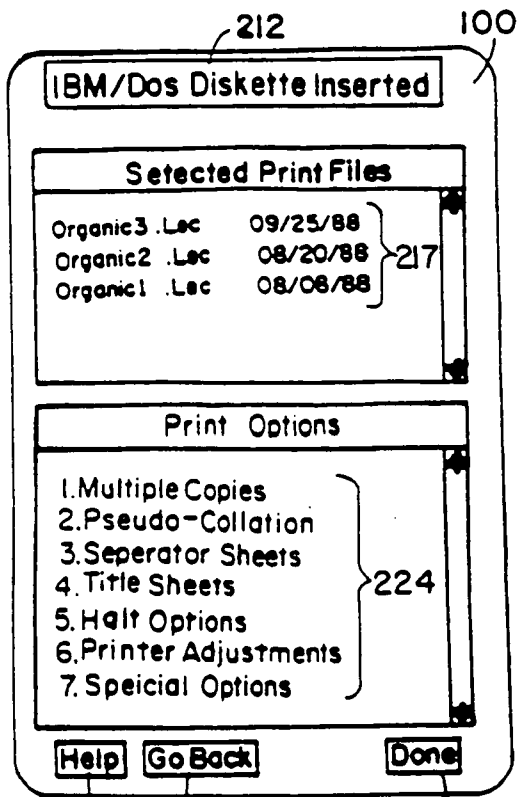 212 100
IBM/Dos Diskette Inserted
Selected Print Files
Organic3 .Lec 09/25/88
Organic2 .Lec 08/20/88 217
Organic1 .Lec 08/08/88
Print Options
1. Multiple Copies
2. Pseudo-Collation
3. Seperator Sheets
4. Title Sheets 224
5. Halt Options
6. Printer Adjustments
7. Speicial Options
Help Go Back Done